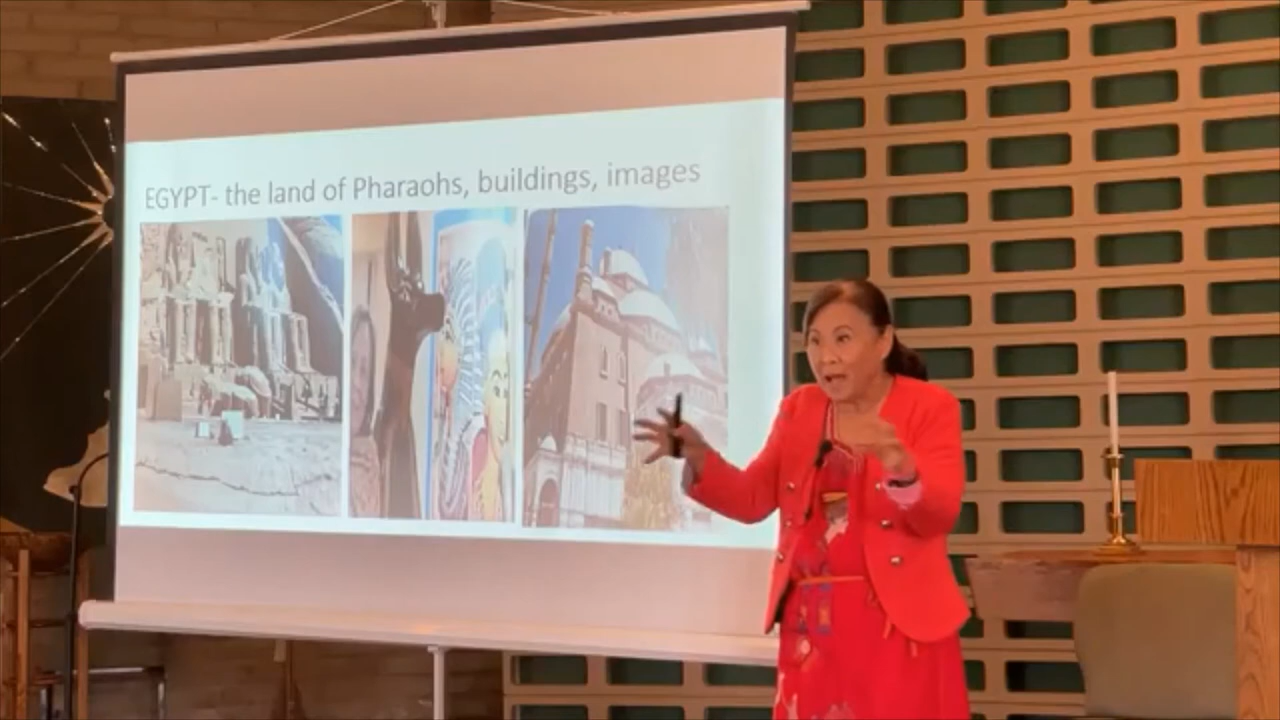 EGYPT- the land of Pharaohs, buildings, images